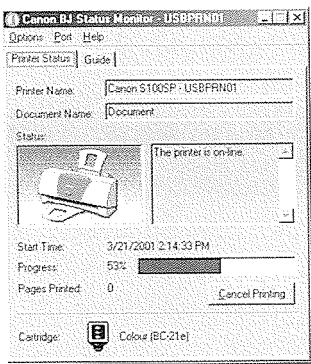 Canon BJ Status Monitor - USBPRN01
Options Port Help
Printer Status Guide
Printer Name: Canon S100SP - USBPRN01
Document Name: Document
Status:
The printer is on-line.
Start Time: 3/21/2001 2:14:33 PM
Progress: 53%
Pages Printed: 0
Cancel Printing
Cartridge: Colour (BC-21e)